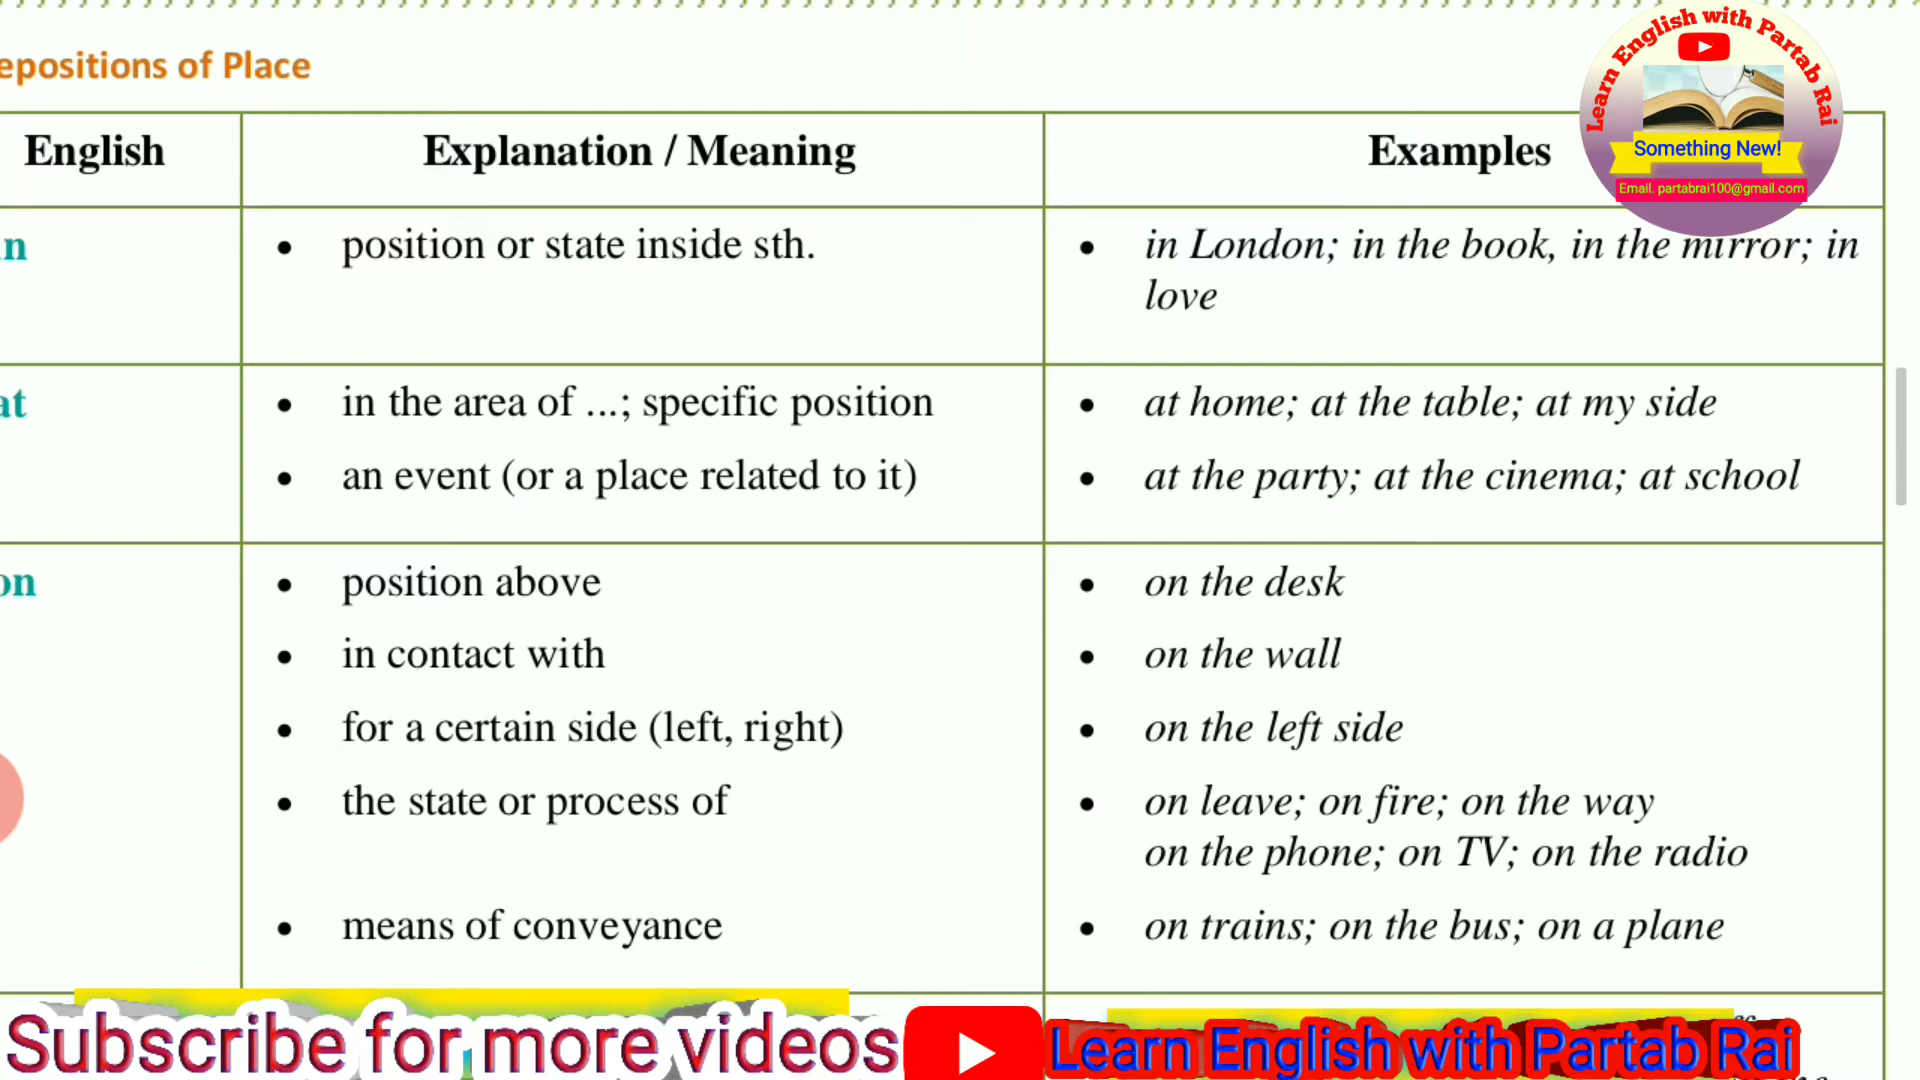 epositions of Place
Learn English with Partab Rai
Something New!
Email. partabrai100@gmail.com
English
Explanation / Meaning
Examples
in
• position or state inside sth.
• in London; in the book, in the mirror; in
love
at
• in the area of ...; specific position
• at home; at the table; at my side
• an event (or a place related to it)
• at the party; at the cinema; at school
on
• position above
• on the desk
• in contact with
• on the wall
• for a certain side (left, right)
• on the left side
• the state or process of
• on leave; on fire; on the way
on the phone; on TV; on the radio
• means of conveyance
• on trains; on the bus; on a plane
Subscribe for more videos
Learn English with Partab Rai